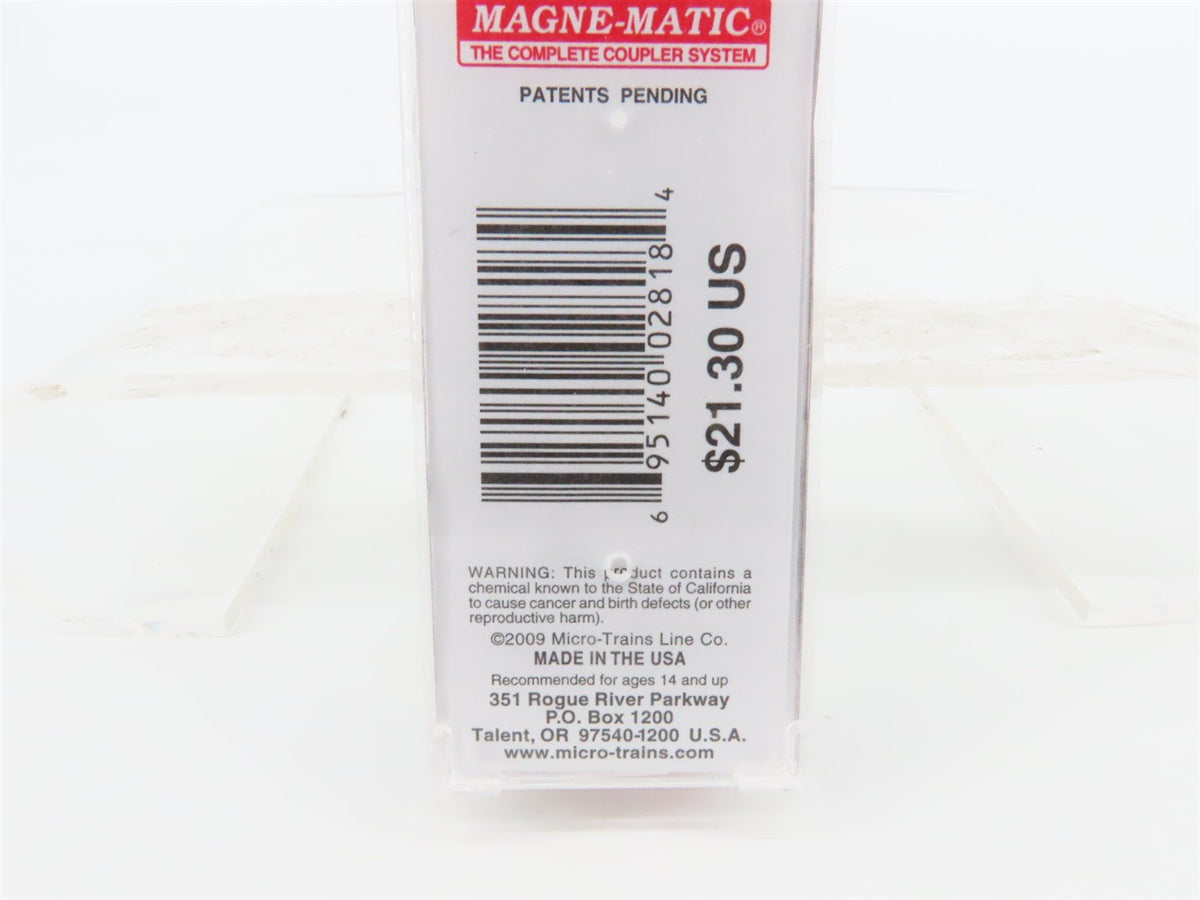 MAGNE-MATIC®
THE COMPLETE COUPLER SYSTEM
PATENTS PENDING
6 95140 02818 4
$21.30 US
WARNING: This product contains a
chemical known to the State of California
to cause cancer and birth defects (or other
reproductive harm).
©2009 Micro-Trains Line Co.
MADE IN THE USA
Recommended for ages 14 and up
351 Rogue River Parkway
P.O. Box 1200
Talent, OR 97540-1200 U.S.A.
www.micro-trains.com